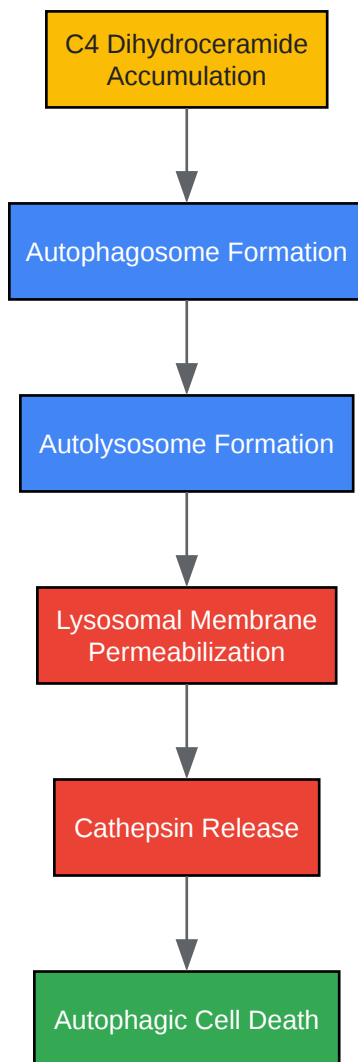 C4 Dihydroceramide
Accumulation
Autophagosome Formation
Autolysosome Formation
Lysosomal Membrane
Permeabilization
Cathepsin Release
Autophagic Cell Death